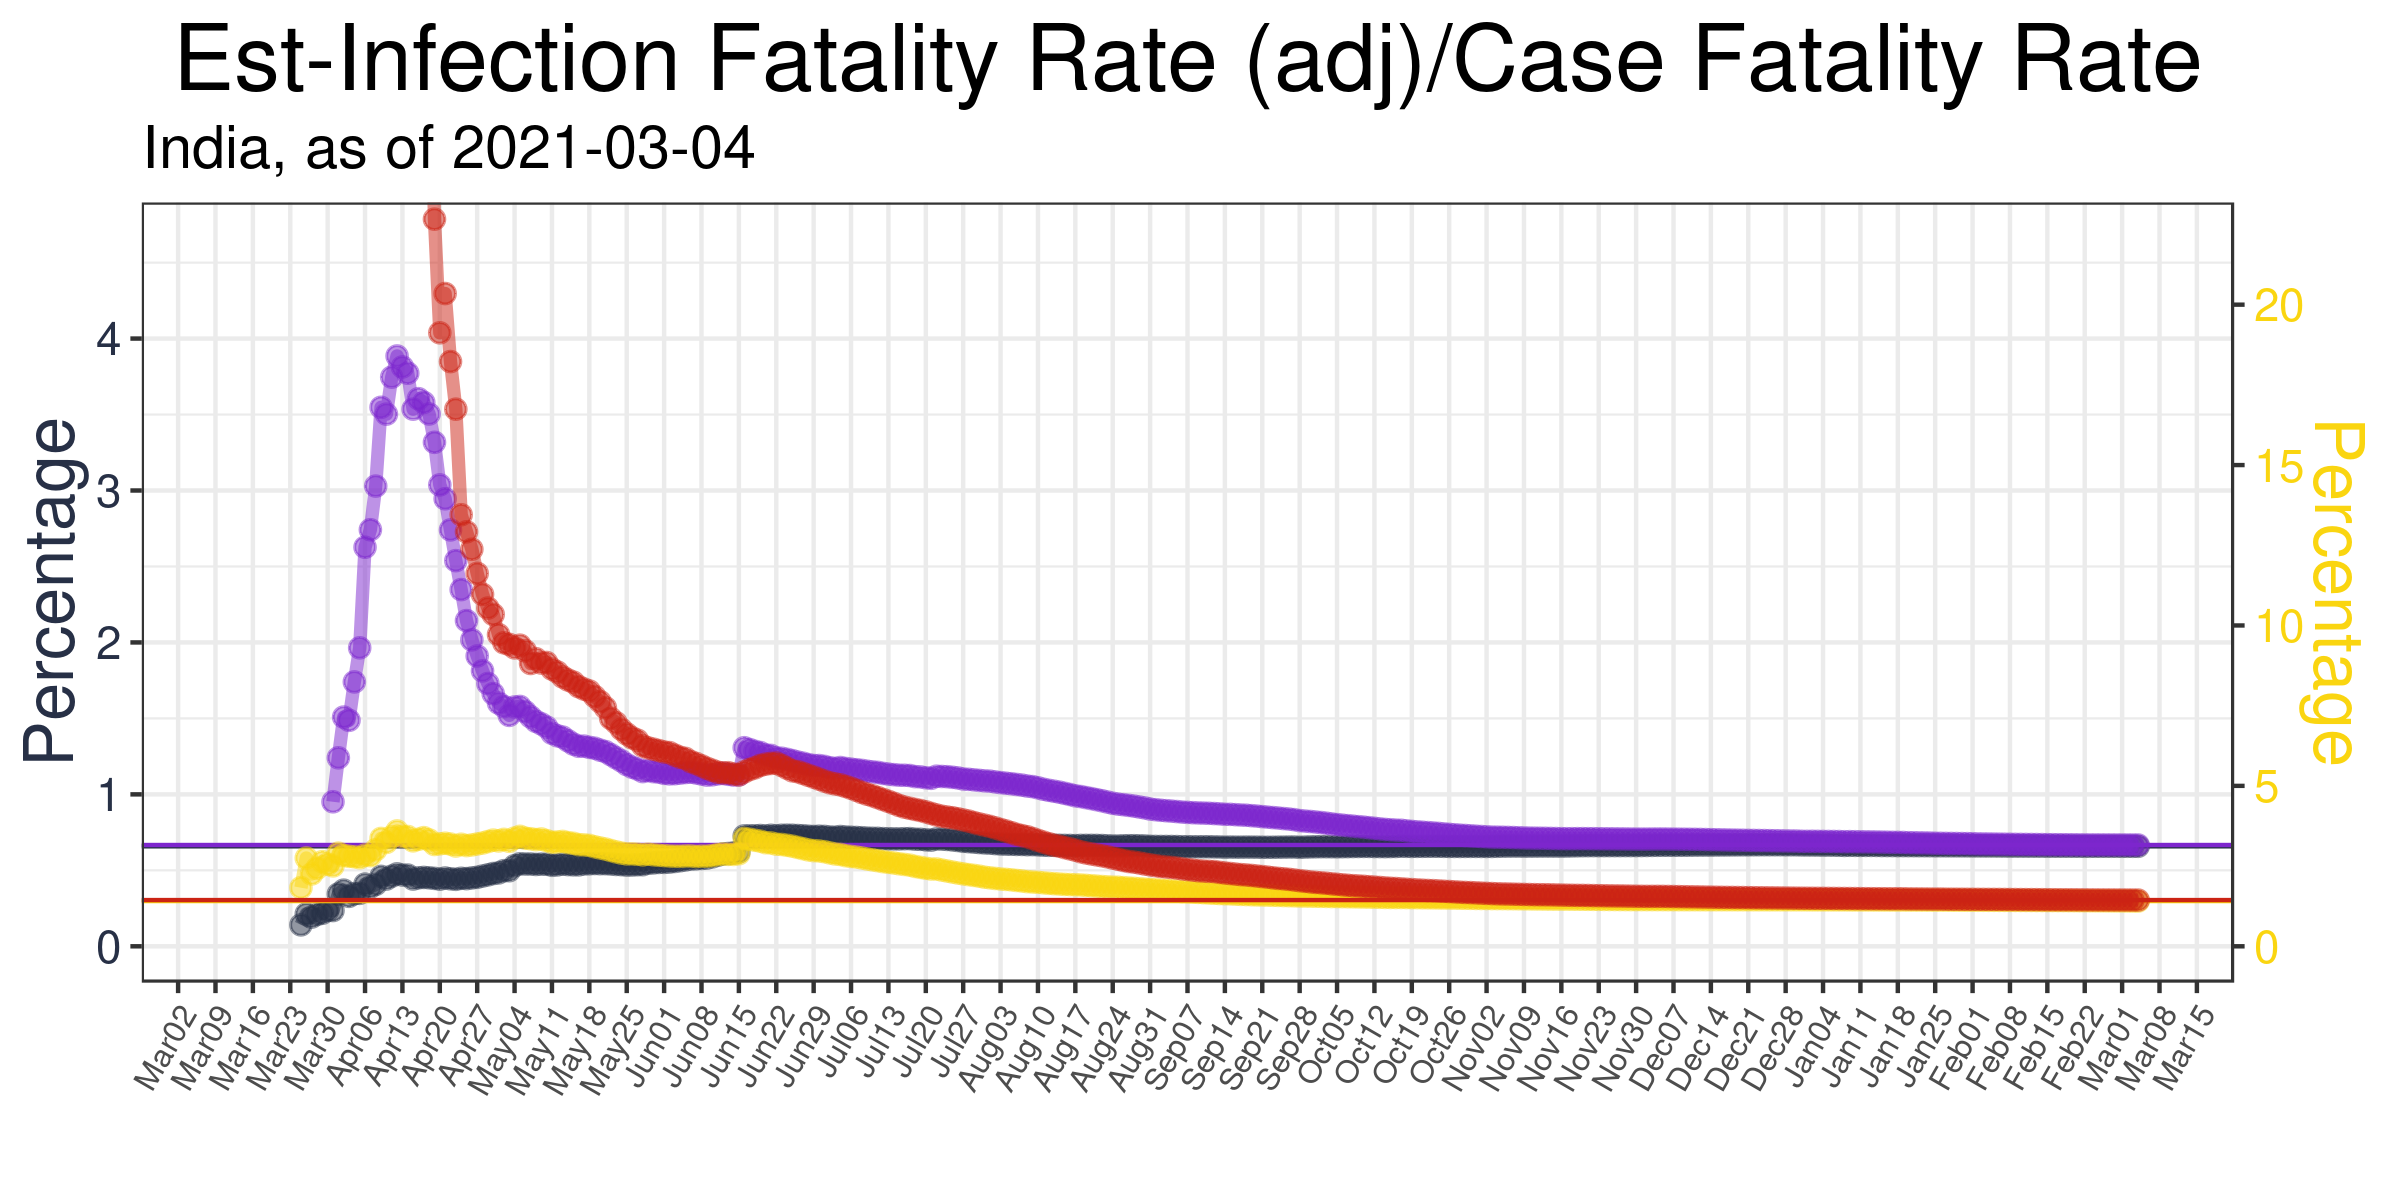 Est-Infection Fatality Rate (adj)/Case Fatality Rate
India, as of 2021-03-04
Percentage
4
3
2
1
0
20
15
10
5
0
Percentage
Mar02
Mar09
Mar16
Mar23
Mar30
Apr06
Apr13
Apr20
Apr27
May04
May11
May18
May25
Jun01
Jun08
Jun15
Jun22
Jun29
Jul06
Jul13
Jul20
Jul27
Aug03
Aug10
Aug17
Aug24
Aug31
Sep07
Sep14
Sep21
Sep28
Oct05
Oct12
Oct19
Oct26
Nov02
Nov09
Nov16
Nov23
Nov30
Dec07
Dec14
Dec21
Dec28
Jan04
Jan11
Jan18
Jan25
Feb01
Feb08
Feb15
Feb22
Mar01
Mar08
Mar15